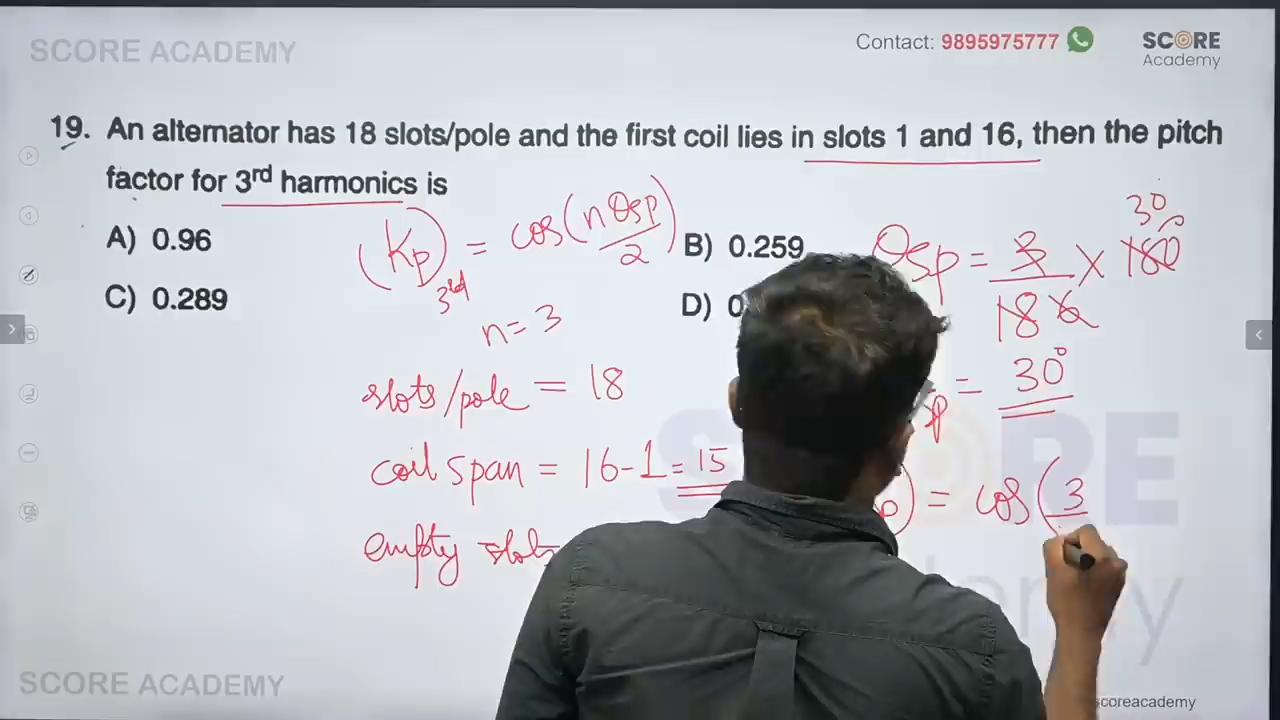 SCORE ACADEMY
Contact: 9895975777
SCORE
Academy
19. An alternator has 18 slots/pole and the first coil lies in slots 1 and 16, then the pitch
factor for 3rd harmonics is
A) 0.96
B) 0.259
C) 0.289
D) 0
(Kp)3rd = cos(nθsp/2)
n = 3
slots/pole = 18
coil span = 16-1 = 15
empty slots
θsp = 3/18 6 × 180 30
p = 30°
p) = cos(3
SCORE ACADEMY
scoreacademy